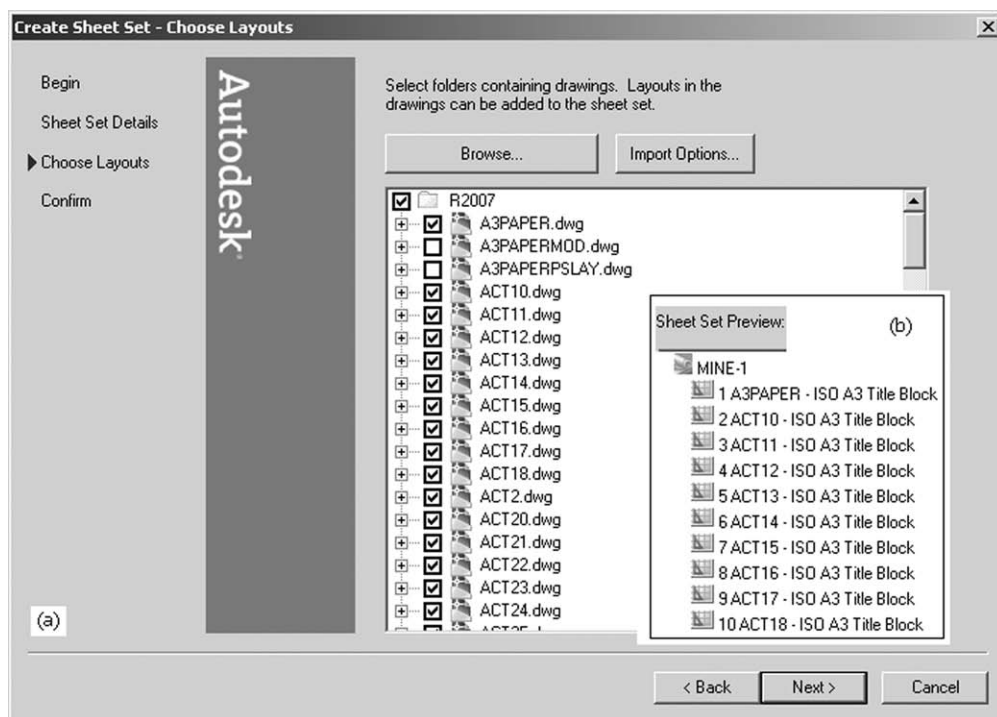 Create Sheet Set - Choose Layouts
Begin
Sheet Set Details
Choose Layouts
Confirm
Autodesk
Select folders containing drawings. Layouts in the
drawings can be added to the sheet set.
Browse...
Import Options...
R2007
A3PAPER.dwg
A3PAPERMOD.dwg
A3PAPERPSLAY.dwg
ACT10.dwg
ACT11.dwg
ACT12.dwg
ACT13.dwg
ACT14.dwg
ACT15.dwg
ACT16.dwg
ACT17.dwg
ACT18.dwg
ACT2.dwg
ACT20.dwg
ACT21.dwg
ACT22.dwg
ACT23.dwg
ACT24.dwg
(a)
Sheet Set Preview:
(b)
MINE-1
1 A3PAPER - ISO A3 Title Block
2 ACT10 - ISO A3 Title Block
3 ACT11 - ISO A3 Title Block
4 ACT12 - ISO A3 Title Block
5 ACT13 - ISO A3 Title Block
6 ACT14 - ISO A3 Title Block
7 ACT15 - ISO A3 Title Block
8 ACT16 - ISO A3 Title Block
9 ACT17 - ISO A3 Title Block
10 ACT18 - ISO A3 Title Block
< Back
Next >
Cancel